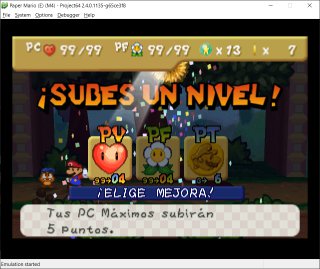 Paper Mario (E) (M4) - Project64 2.4.0.1135-g65ce3f8
File System Options Debugger Help
PC 99/99 PF 99/99 x 13 x 7
¡SUBES UN NIVEL!
PV PF PT
¡ELIGE MEJORA!
Tus PC Máximos subirán
5 puntos.
Emulation started